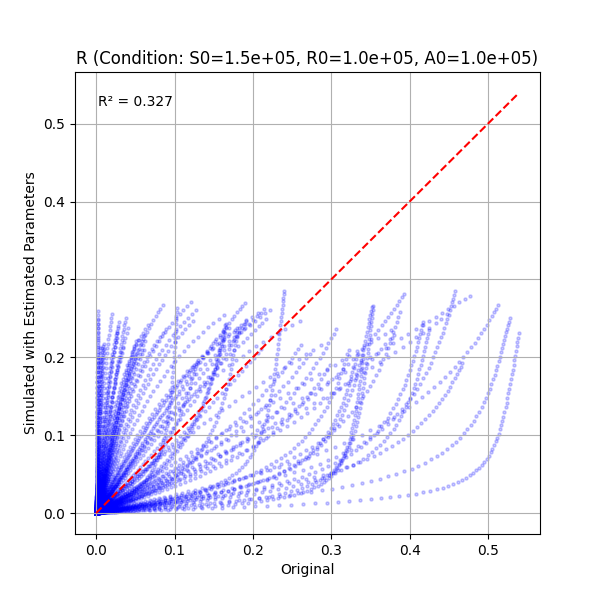 R (Condition: S0=1.5e+05, R0=1.0e+05, A0=1.0e+05)
R² = 0.327
0.5
0.4
0.3
0.2
0.1
0.0
Simulated with Estimated Parameters
0.0 0.1 0.2 0.3 0.4 0.5
Original